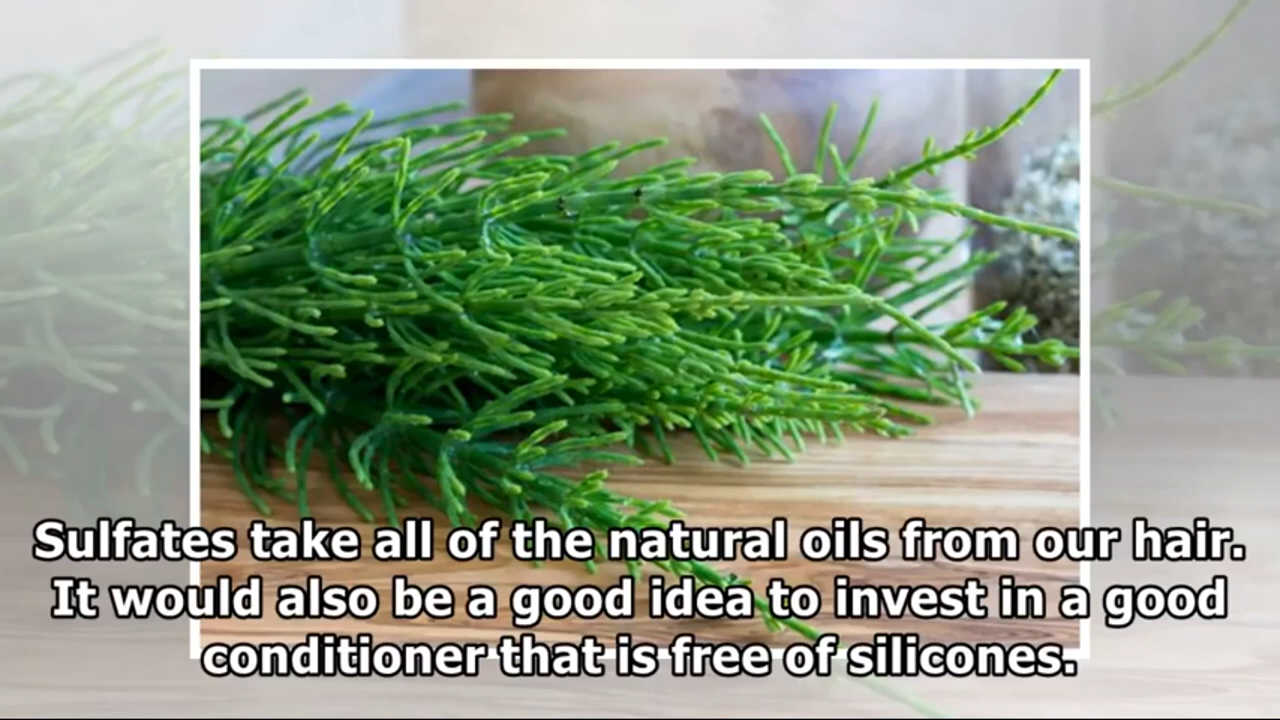 Sulfates take all of the natural oils from our hair.
It would also be a good idea to invest in a good
conditioner that is free of silicones.